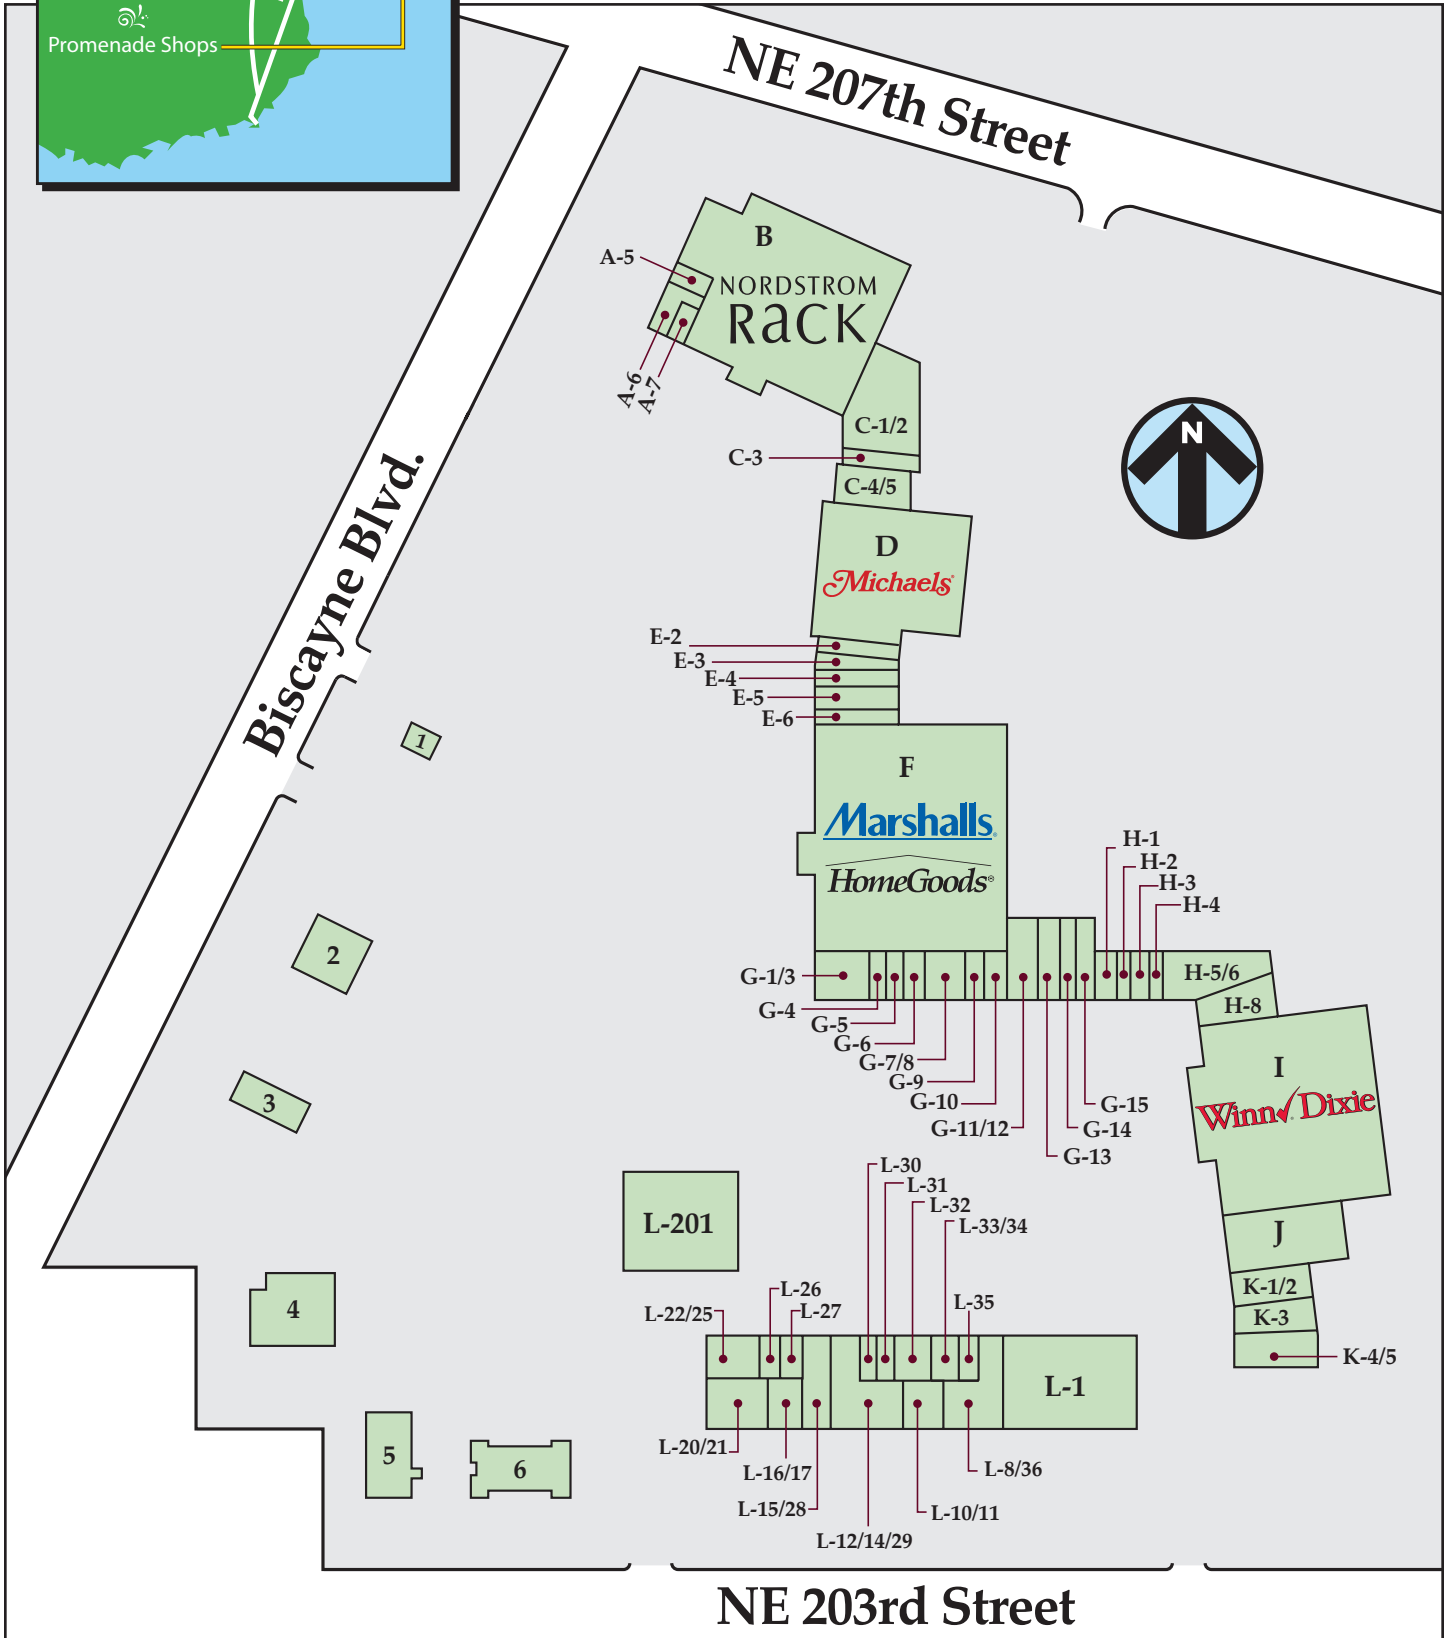 Promenade Shops
NE 207th Street
B
A-5
NORDSTROM
RACK
A-6
A-7
C-1/2
N
C-3
C-4/5
Biscayne Blvd.
D
Michaels
E-2
E-3
E-4
E-5
E-6
1
F
Marshalls
HomeGoods
H-1
H-2
H-3
H-4
2
G-1/3
H-5/6
G-4
H-8
G-5
G-6
G-7/8
G-9
I
3
G-10
G-15
Winn Dixie
G-11/12
G-14
G-13
L-30
L-31
L-32
L-33/34
L-201
J
L-26
K-1/2
4
L-22/25
L-27
L-35
K-3
K-4/5
L-1
L-20/21
5
6
L-16/17
L-8/36
L-15/28
L-10/11
L-12/14/29
NE 203rd Street